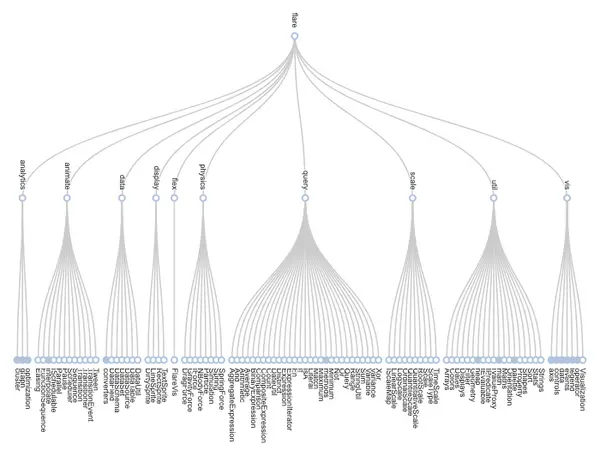 flare
analytics
animate
data
display
flex
physics
query
scale
util
vis
cluster
graph
optimization
Easing
FunctionSequence
interpolate
ISchedulable
Parallel
Pause
Scheduler
Sequence
Transition
Transitioner
TransitionEvent
Tween
converters
DataField
DataSchema
DataSet
DataSource
DataTable
DataUtil
DirtySprite
LineSprite
RectSprite
TextSprite
FlareVis
DragForce
GravityForce
IForce
NBodyForce
Particle
Simulation
Spring
SpringForce
AggregateExpression
And
Arithmetic
Average
BinaryExpression
Comparison
CompositeExpression
Count
DateUtil
Distinct
Expression
ExpressionIterator
Fn
If
IsA
Literal
Match
Maximum
methods
Minimum
Not
Or
Query
Range
StringUtil
Sum
Variable
Variance
Xor
IScaleMap
LinearScale
LogScale
OrdinalScale
QuantileScale
QuantitativeScale
RootScale
Scale
ScaleType
TimeScale
Arrays
Colors
Dates
Displays
Filter
Geometry
heap
IEvaluable
IPredicate
IValueProxy
math
Maths
Orientation
palette
Property
Shapes
Sort
Stats
Strings
axis
controls
data
events
legend
operator
Visualization